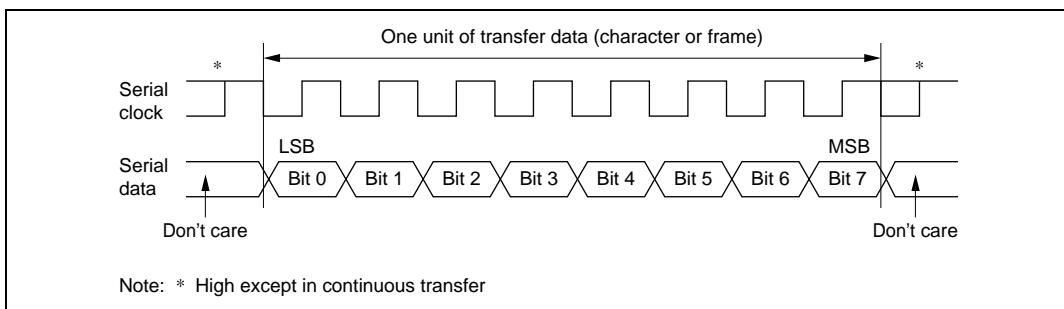 One unit of transfer data (character or frame)
* *
Serial
clock
LSB MSB
Serial
data
Bit 0 Bit 1 Bit 2 Bit 3 Bit 4 Bit 5 Bit 6 Bit 7
Don't care Don't care
Note: * High except in continuous transfer